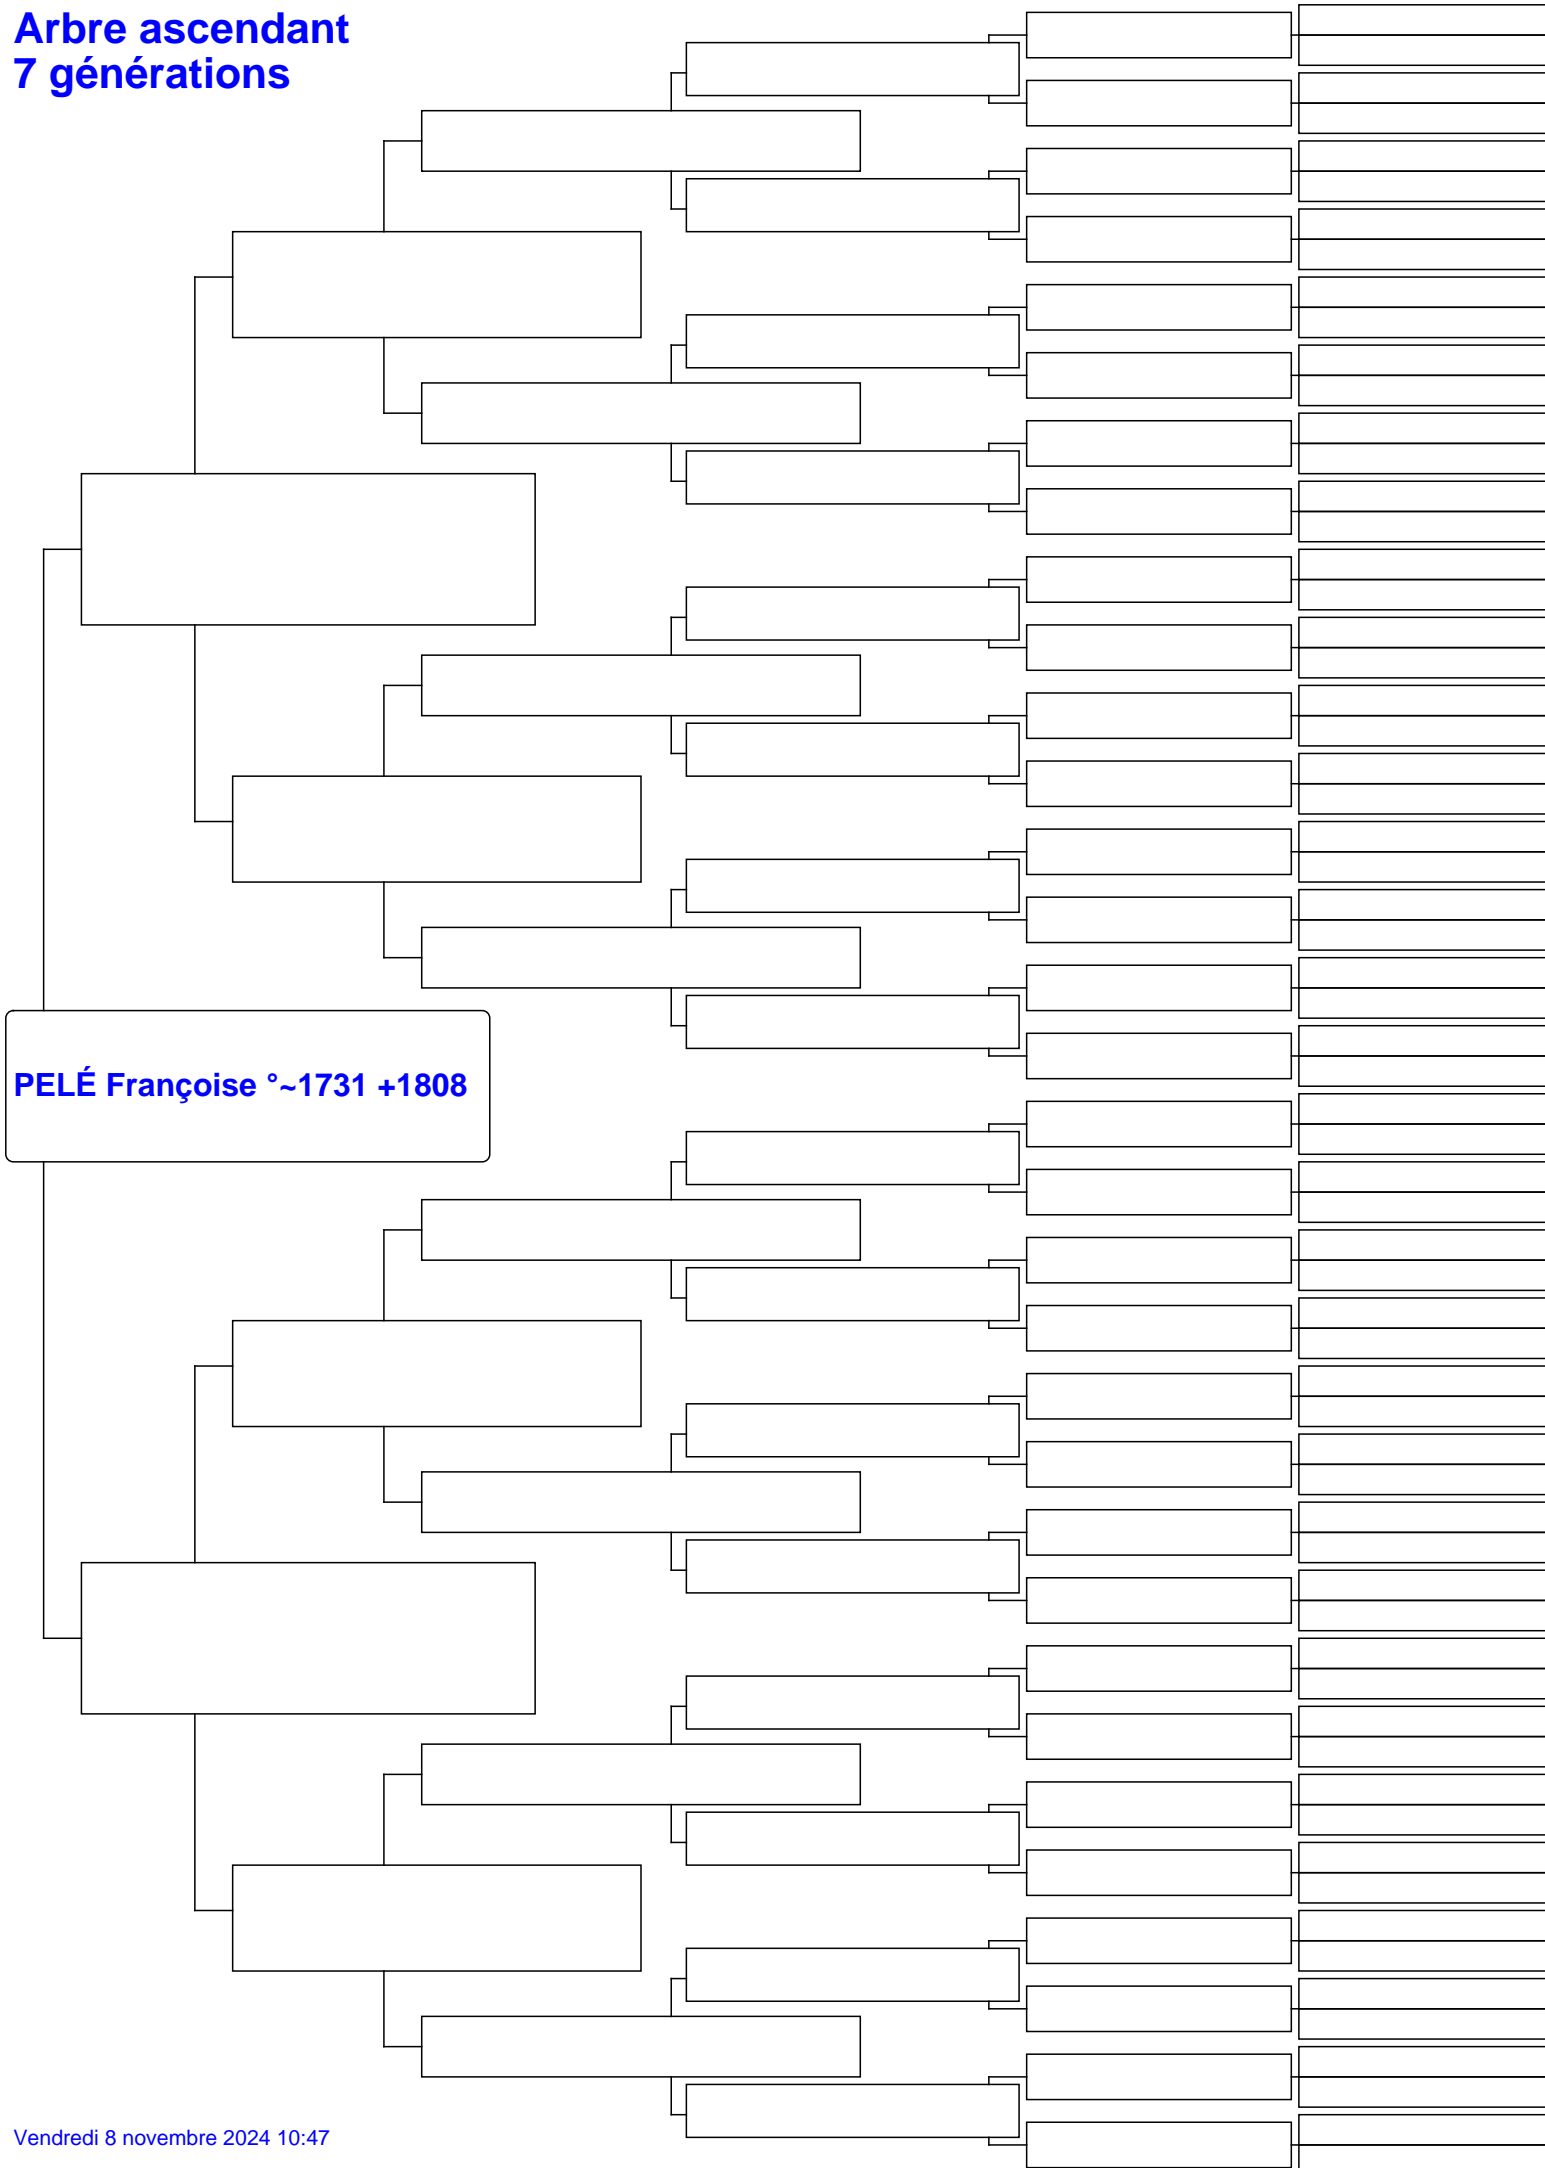 Arbre ascendant
7 générations
PELÉ Françoise °~1731 +1808
Vendredi 8 novembre 2024 10:47